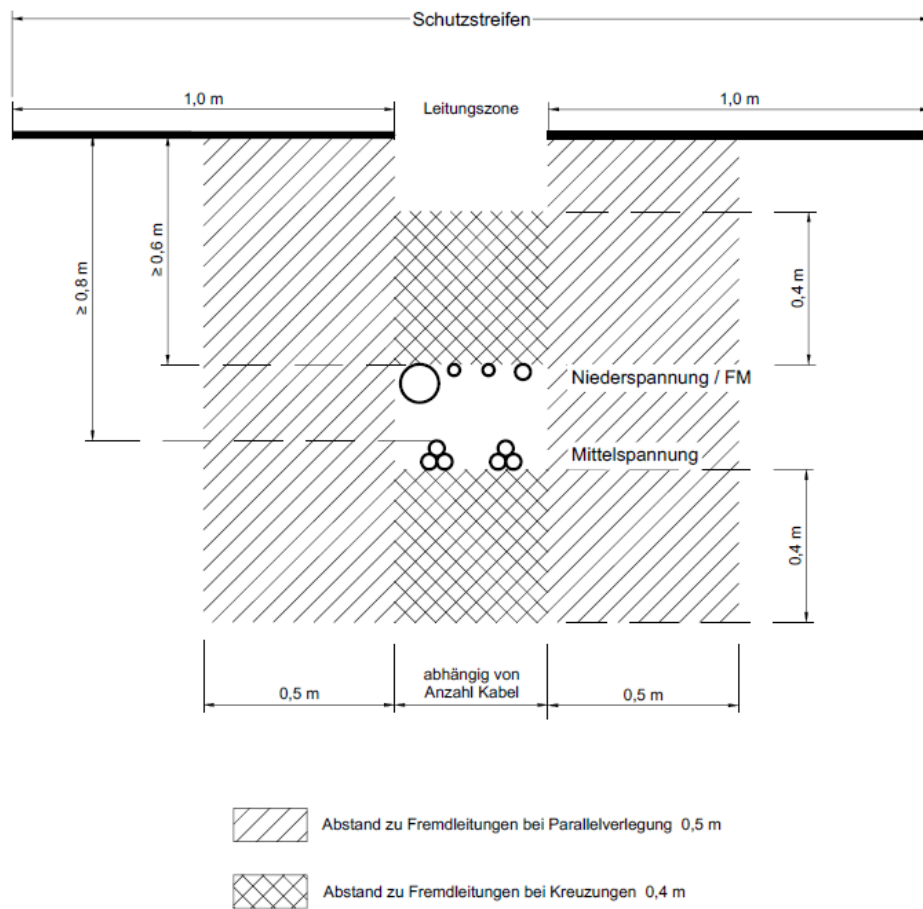 Schutzstreifen
1,0 m
Leitungszone
1,0 m
≥ 0,8 m
≥ 0,6 m
0,4 m
Niederspannung / FM
Mittelspannung
0,4 m
0,5 m
abhängig von
Anzahl Kabel
0,5 m
Abstand zu Fremdleitungen bei Parallelverlegung 0,5 m
Abstand zu Fremdleitungen bei Kreuzungen 0,4 m